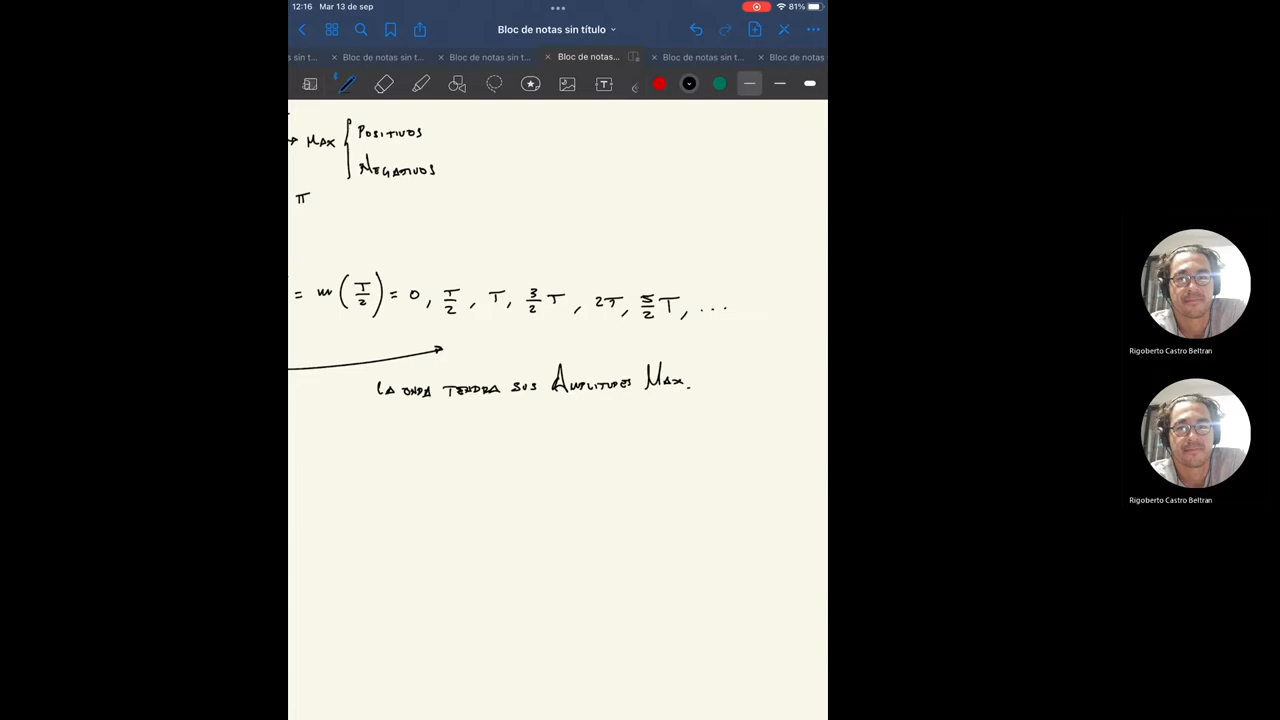 12:16 Mar 13 de sep 81%
Bloc de notas sin título
s sin t... × Bloc de notas sin t... × Bloc de notas sin t... × Bloc de notas... × Bloc de notas sin t... × Bloc de notas sin
→ MAX { POSITIVOS
NEGATIVOS
π
= m (T/2) = 0, T/2, T, 3/2 T, 2T, 5/2 T, ...
LA ONDA TENDRA SUS AMPLITUDES MAX.
Rigoberto Castro Beltran
Rigoberto Castro Beltran